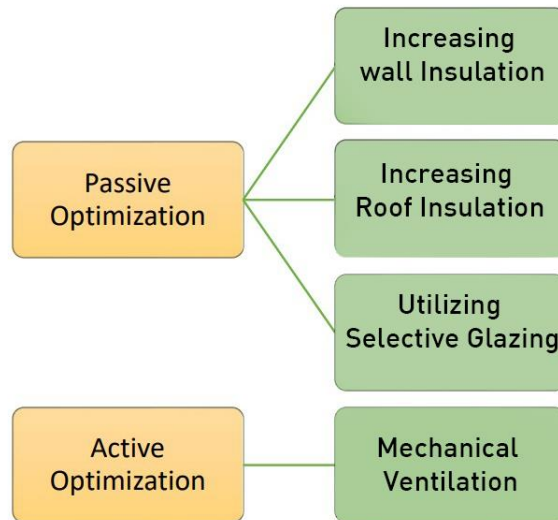 Increasing
wall Insulation
Passive
Optimization
Increasing
Roof Insulation
Utilizing
Selective Glazing
Active
Optimization
Mechanical
Ventilation